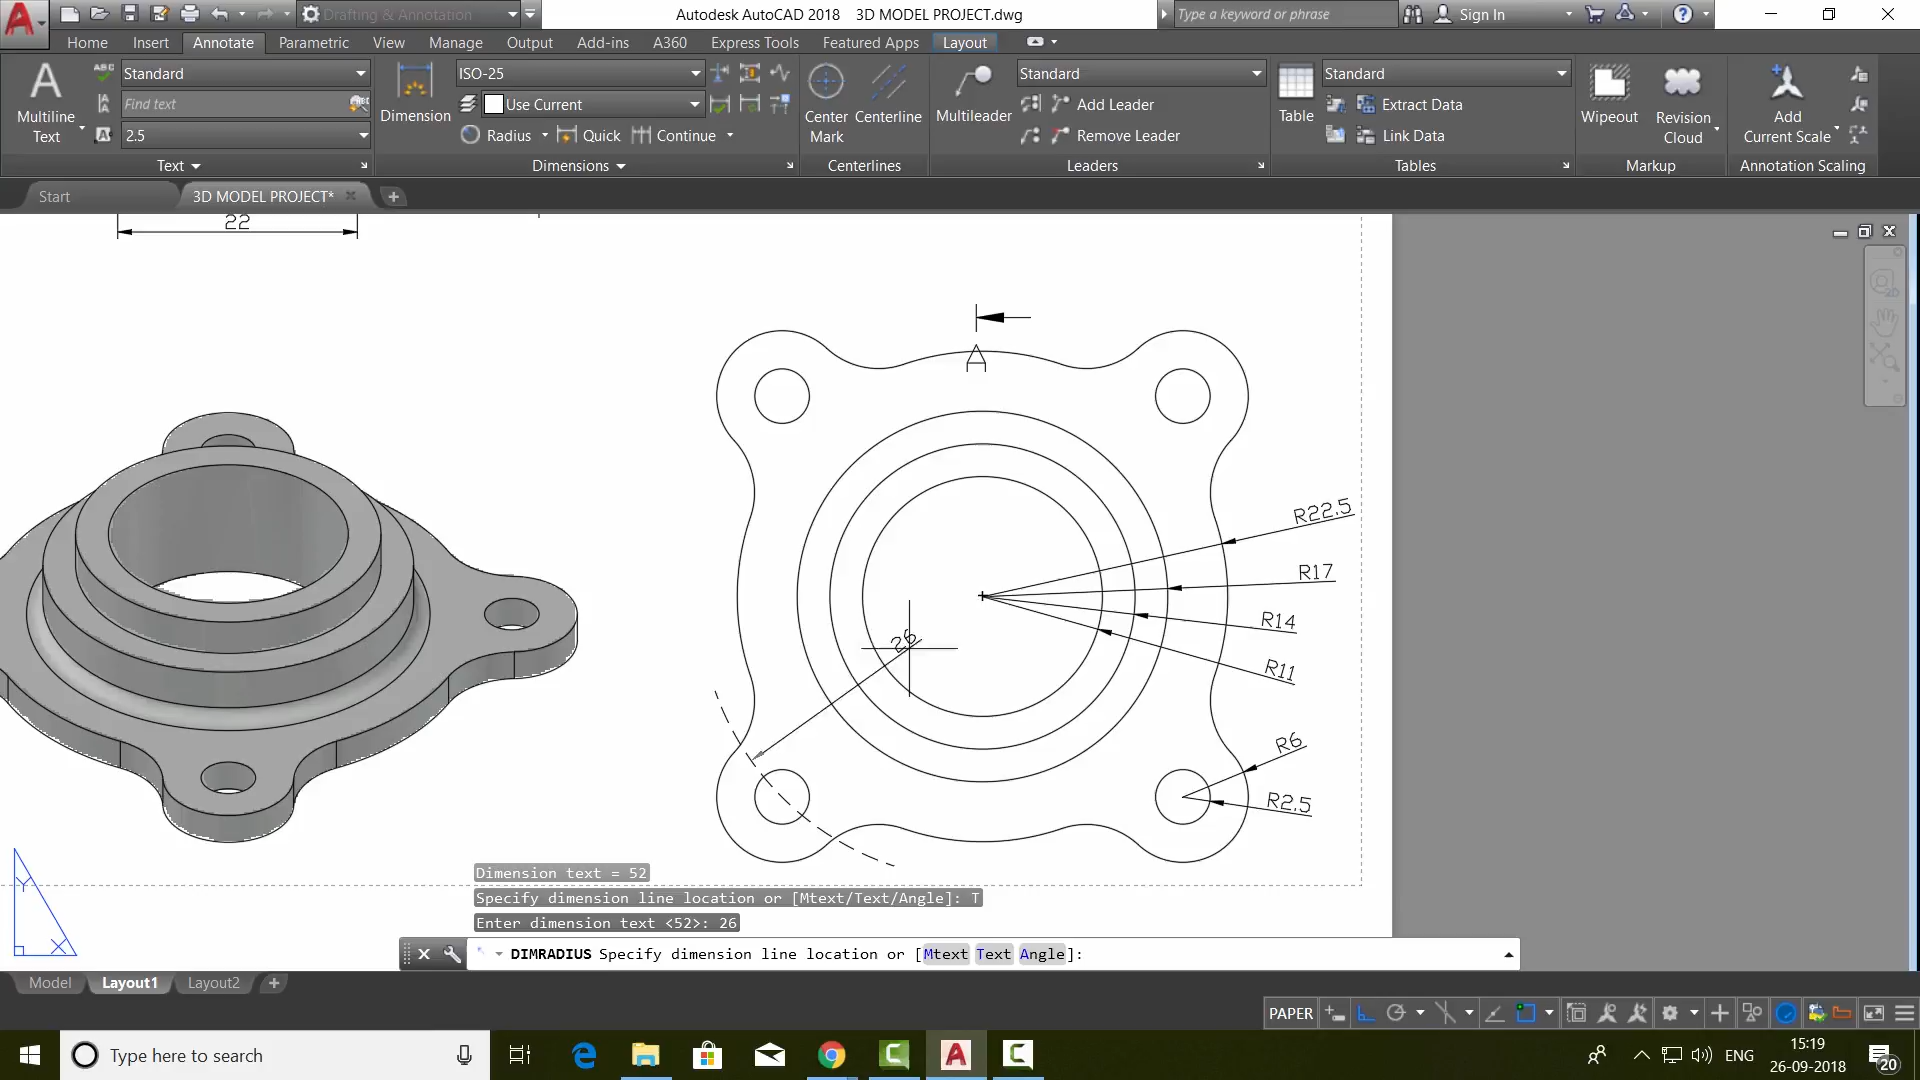 Drafting & Annotation
Autodesk AutoCAD 2018 3D MODEL PROJECT.dwg
Type a keyword or phrase
Sign In
Home Insert Annotate Parametric View Manage Output Add-ins A360 Express Tools Featured Apps Layout
A
Multiline Text
ABC
Standard
Find text
2.5
Text
Dimension
ISO-25
Use Current
Radius Quick Continue
Dimensions
Center Mark
Centerline
Centerlines
Multileader
Standard
Add Leader
Remove Leader
Leaders
Table
Standard
Extract Data
Link Data
Tables
Wipeout
Revision Cloud
Markup
Add Current Scale
Annotation Scaling
Start
3D MODEL PROJECT*
22
A
R22.5
R17
R14
R11
26
R6
R2.5
Y
X
Dimension text = 52
Specify dimension line location or [Mtext/Text/Angle]: T
Enter dimension text <52>: 26
DIMRADIUS Specify dimension line location or [Mtext Text Angle]:
Model Layout1 Layout2
PAPER
Type here to search
ENG
15:19
26-09-2018
20